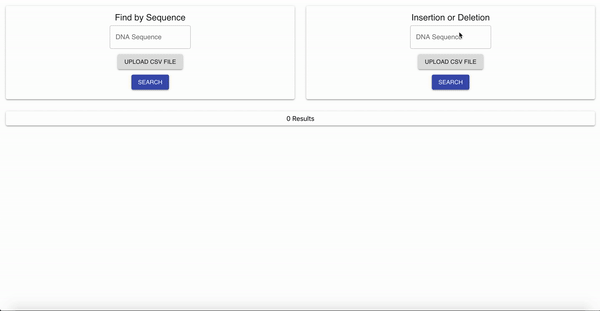 Find by Sequence
DNA Sequence
UPLOAD CSV FILE
SEARCH
Insertion or Deletion
DNA Sequence
UPLOAD CSV FILE
SEARCH
0 Results